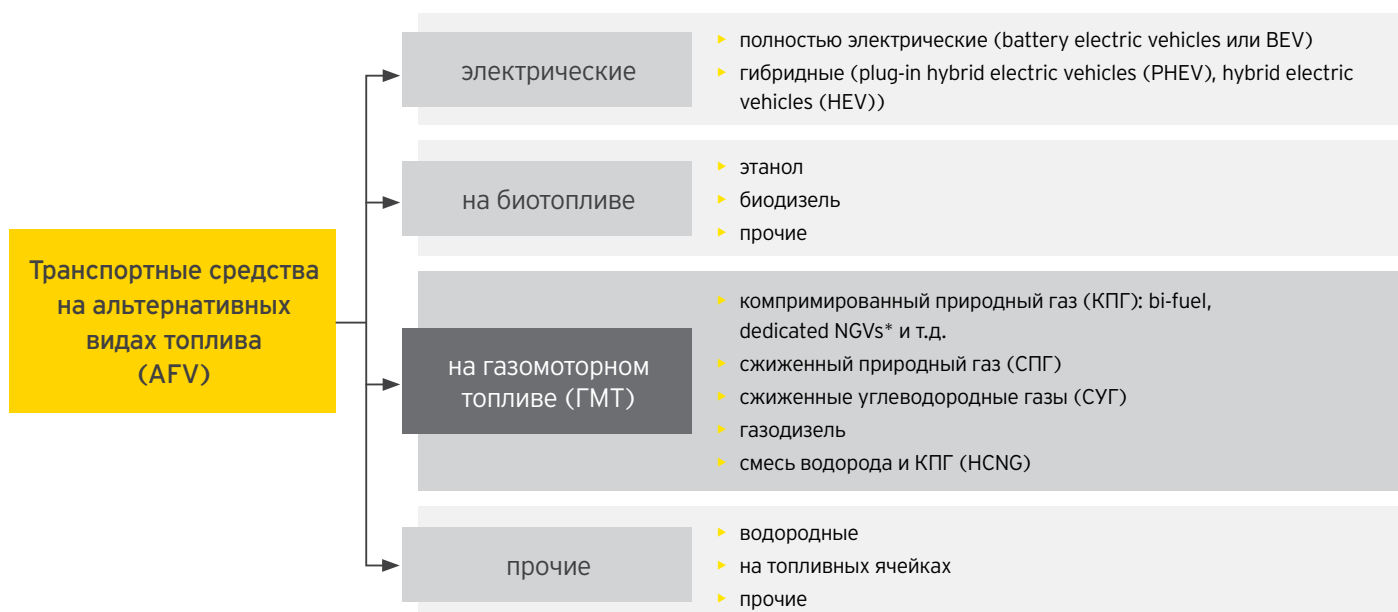 Транспортные средства
на альтернативных
видах топлива
(AFV)
электрические
полностью электрические (battery electric vehicles или BEV)
гибридные (plug-in hybrid electric vehicles (PHEV), hybrid electric
vehicles (HEV))
на биотопливе
этанол
биодизель
прочие
на газомоторном
топливе (ГМТ)
компримированный природный газ (КПГ): bi-fuel,
dedicated NGVs* и т.д.
сжиженный природный газ (СПГ)
сжиженные углеводородные газы (СУГ)
газодизель
смесь водорода и КПГ (HCNG)
прочие
водородные
на топливных ячейках
прочие